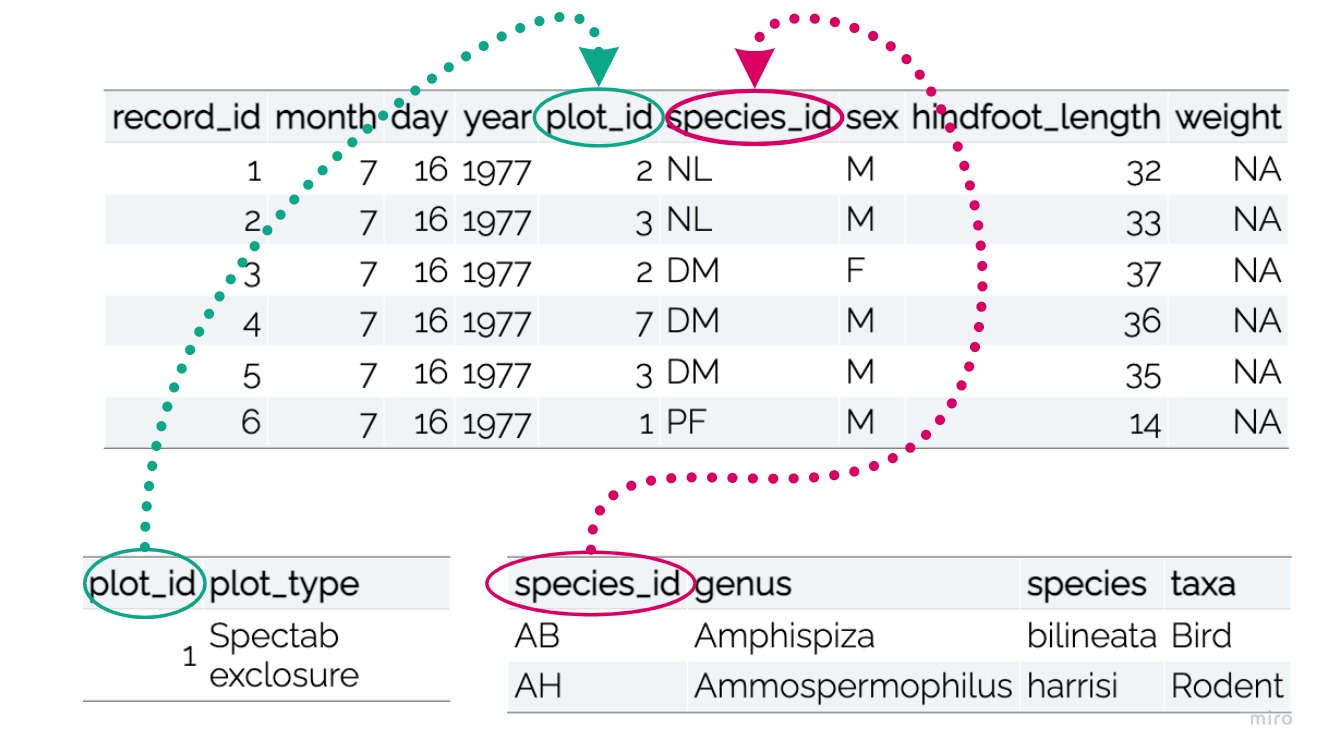 record_id month day year plot_id species_id sex hindfoot_length weight
1 7 16 1977 2 NL M 32 NA
2 7 16 1977 3 NL M 33 NA
3 7 16 1977 2 DM F 37 NA
4 7 16 1977 7 DM M 36 NA
5 7 16 1977 3 DM M 35 NA
6 7 16 1977 1 PF M 14 NA
plot_id plot_type
1 Spectab
exclosure
species_id genus species taxa
AB Amphispiza bilineata Bird
AH Ammospermophilus harrisi Rodent
miro